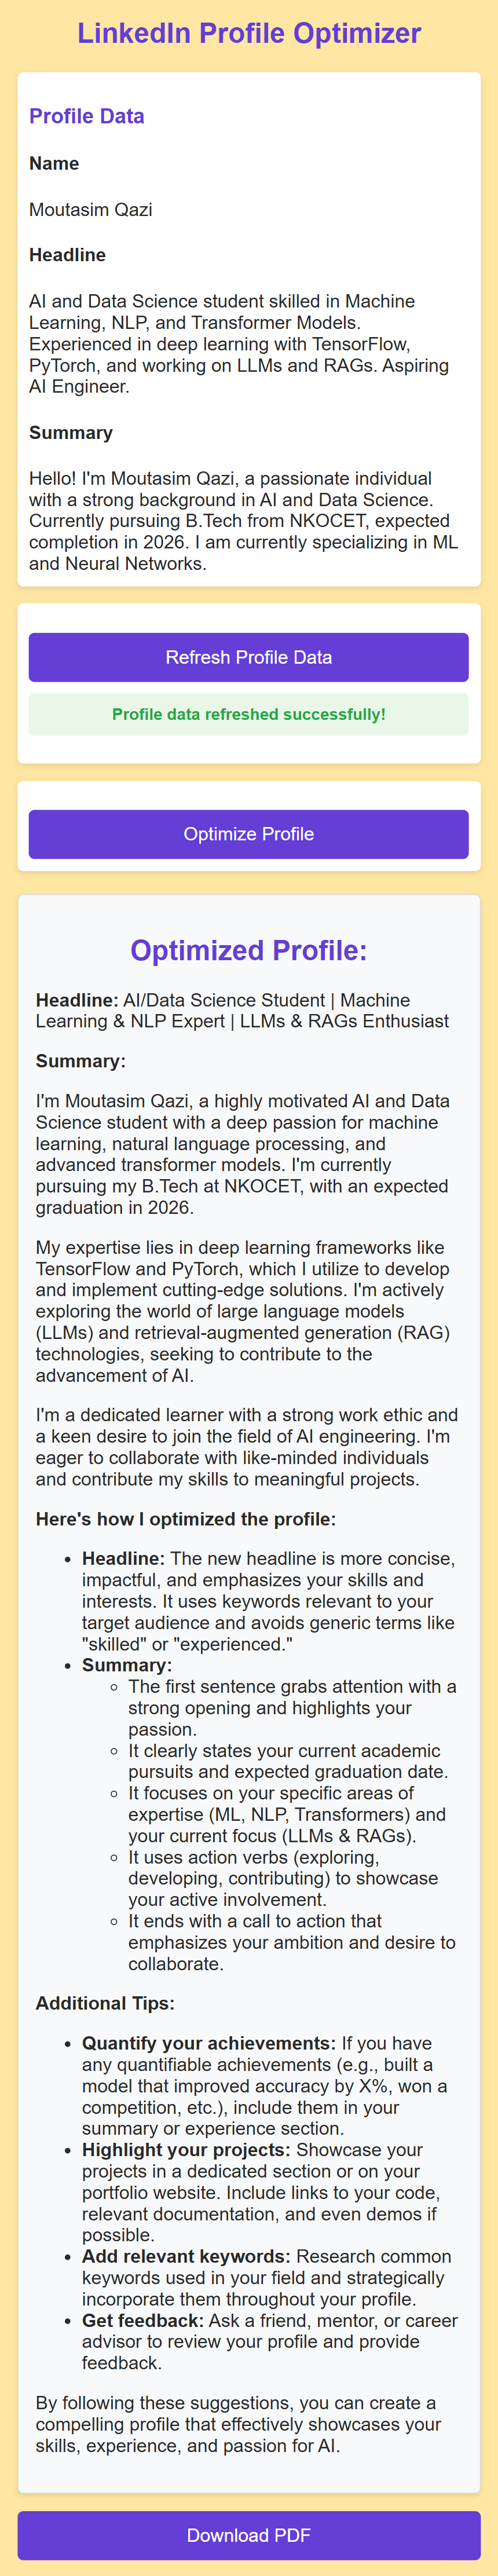 LinkedIn Profile Optimizer
Profile Data
Name
Moutasim Qazi
Headline
AI and Data Science student skilled in Machine
Learning, NLP, and Transformer Models.
Experienced in deep learning with TensorFlow,
PyTorch, and working on LLMs and RAGs. Aspiring
AI Engineer.
Summary
Hello! I'm Moutasim Qazi, a passionate individual
with a strong background in AI and Data Science.
Currently pursuing B.Tech from NKOCET, expected
completion in 2026. I am currently specializing in ML
and Neural Networks.
Refresh Profile Data
Profile data refreshed successfully!
Optimize Profile
Optimized Profile:
Headline: AI/Data Science Student | Machine
Learning & NLP Expert | LLMs & RAGs Enthusiast
Summary:
I'm Moutasim Qazi, a highly motivated AI and Data
Science student with a deep passion for machine
learning, natural language processing, and
advanced transformer models. I'm currently
pursuing my B.Tech at NKOCET, with an expected
graduation in 2026.
My expertise lies in deep learning frameworks like
TensorFlow and PyTorch, which I utilize to develop
and implement cutting-edge solutions. I'm actively
exploring the world of large language models
(LLMs) and retrieval-augmented generation (RAG)
technologies, seeking to contribute to the
advancement of AI.
I'm a dedicated learner with a strong work ethic and
a keen desire to join the field of AI engineering. I'm
eager to collaborate with like-minded individuals
and contribute my skills to meaningful projects.
Here's how I optimized the profile:
• Headline: The new headline is more concise,
impactful, and emphasizes your skills and
interests. It uses keywords relevant to your
target audience and avoids generic terms like
"skilled" or "experienced."
• Summary:
◦ The first sentence grabs attention with a
strong opening and highlights your
passion.
◦ It clearly states your current academic
pursuits and expected graduation date.
◦ It focuses on your specific areas of
expertise (ML, NLP, Transformers) and
your current focus (LLMs & RAGs).
◦ It uses action verbs (exploring,
developing, contributing) to showcase
your active involvement.
◦ It ends with a call to action that
emphasizes your ambition and desire to
collaborate.
Additional Tips:
• Quantify your achievements: If you have
any quantifiable achievements (e.g., built a
model that improved accuracy by X%, won a
competition, etc.), include them in your
summary or experience section.
• Highlight your projects: Showcase your
projects in a dedicated section or on your
portfolio website. Include links to your code,
relevant documentation, and even demos if
possible.
• Add relevant keywords: Research common
keywords used in your field and strategically
incorporate them throughout your profile.
• Get feedback: Ask a friend, mentor, or career
advisor to review your profile and provide
feedback.
By following these suggestions, you can create a
compelling profile that effectively showcases your
skills, experience, and passion for AI.
Download PDF